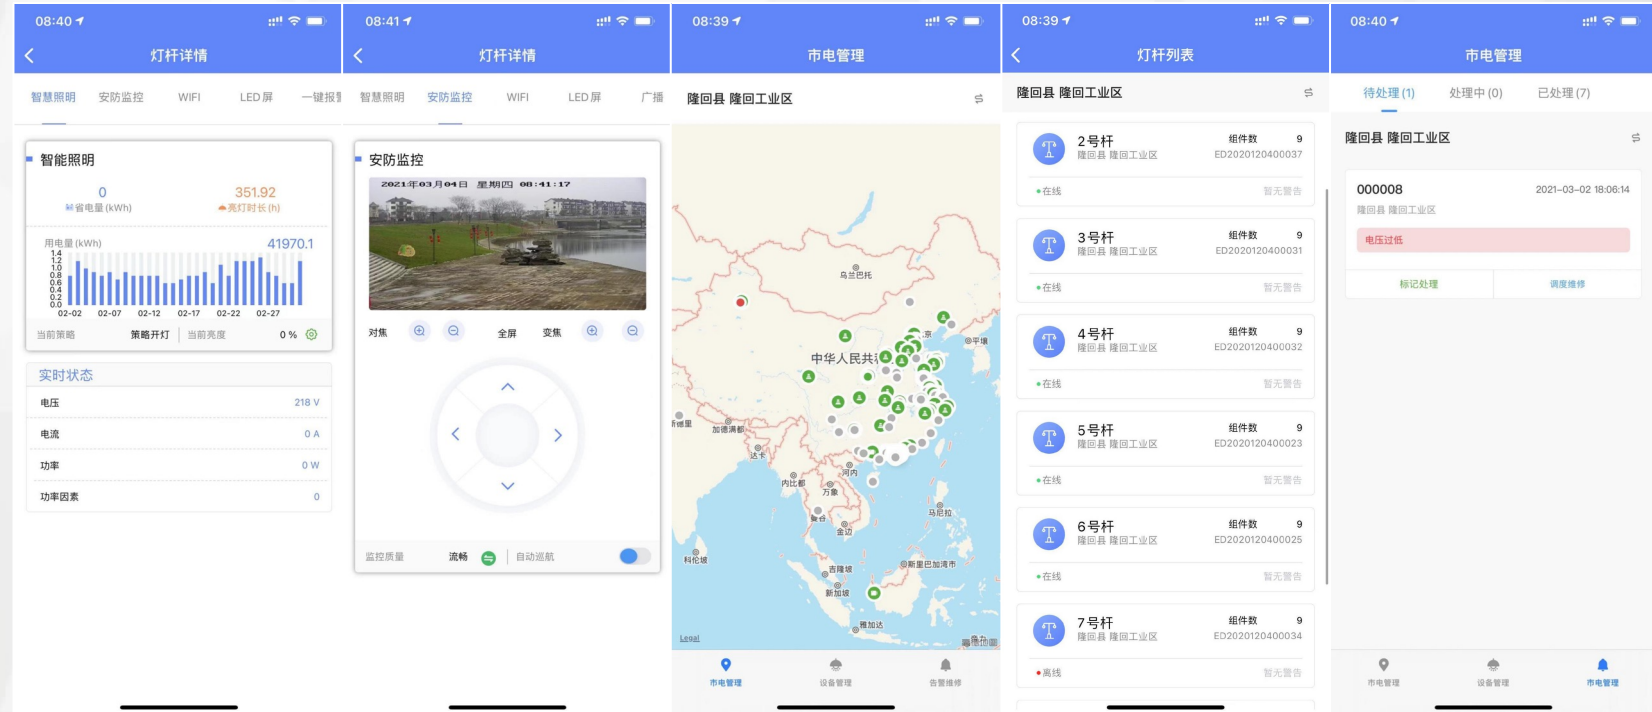 08:40
灯杆详情
智慧照明 安防监控 WIFI LED屏 一键报警
智能照明
0 351.92
省电量(kWh) 亮灯时长(h)
用电量(kWh) 41970.1
1.4
1.2
1.0
0.8
0.6
0.4
0.2
0.0
02-02 02-07 02-12 02-17 02-22 02-27
当前策略 策略开灯 当前亮度 0 %
实时状态
电压 218 V
电流 0 A
功率 0 W
功率因素 0
08:41
灯杆详情
智慧照明 安防监控 WIFI LED屏 广播
安防监控
2021年03月04日 星期四 08:41:17
对焦 全屏 变焦
监控质量 流畅 自动巡航
08:39
市电管理
隆回县 隆回工业区
乌兰巴托
京
平壤
中华人民共和
加德满都
达卡
河内
内比都
万象
曼谷
马尼拉
金边
科伦坡
斯里巴加湾市
吉隆坡
新加坡
雅加达
Legal
高德地图
市电管理 设备管理 告警维修
08:39
灯杆列表
隆回县 隆回工业区
2号杆 组件数 9
隆回县 隆回工业区 ED2020120400037
在线 暂无警告
3号杆 组件数 9
隆回县 隆回工业区 ED2020120400031
在线 暂无警告
4号杆 组件数 9
隆回县 隆回工业区 ED2020120400032
在线 暂无警告
5号杆 组件数 9
隆回县 隆回工业区 ED2020120400023
在线 暂无警告
6号杆 组件数 9
隆回县 隆回工业区 ED2020120400025
在线 暂无警告
7号杆 组件数 9
隆回县 隆回工业区 ED2020120400034
离线 暂无警告
08:40
市电管理
待处理(1) 处理中(0) 已处理(7)
隆回县 隆回工业区
000008 2021-03-02 18:06:14
隆回县 隆回工业区
电压过低
标记处理 调度维修
市电管理 设备管理 市电管理